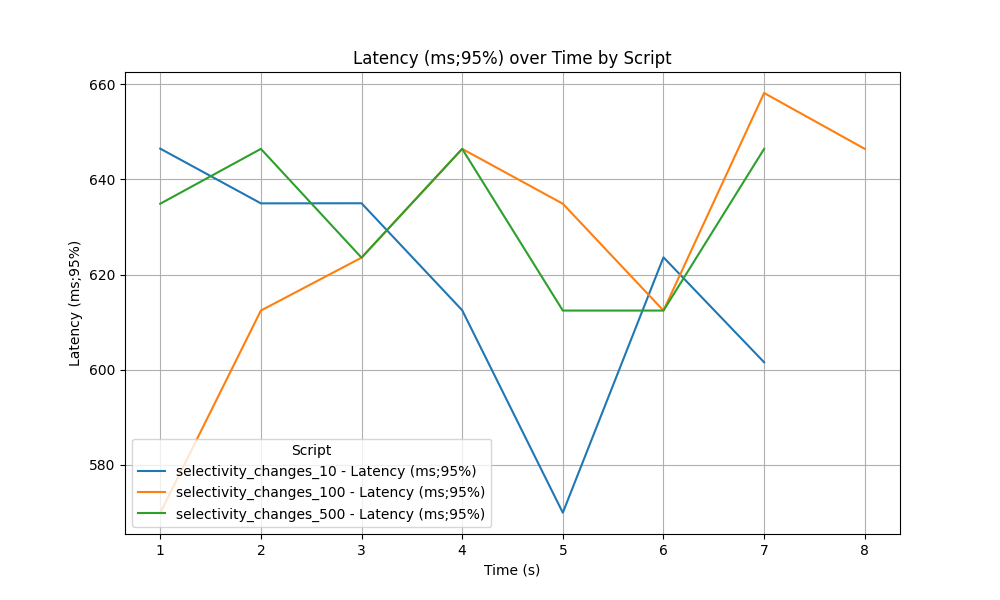 Latency (ms;95%) over Time by Script
Latency (ms;95%)
660
640
620
600
580
Script
selectivity_changes_10 - Latency (ms;95%)
selectivity_changes_100 - Latency (ms;95%)
selectivity_changes_500 - Latency (ms;95%)
1 2 3 4 5 6 7 8
Time (s)